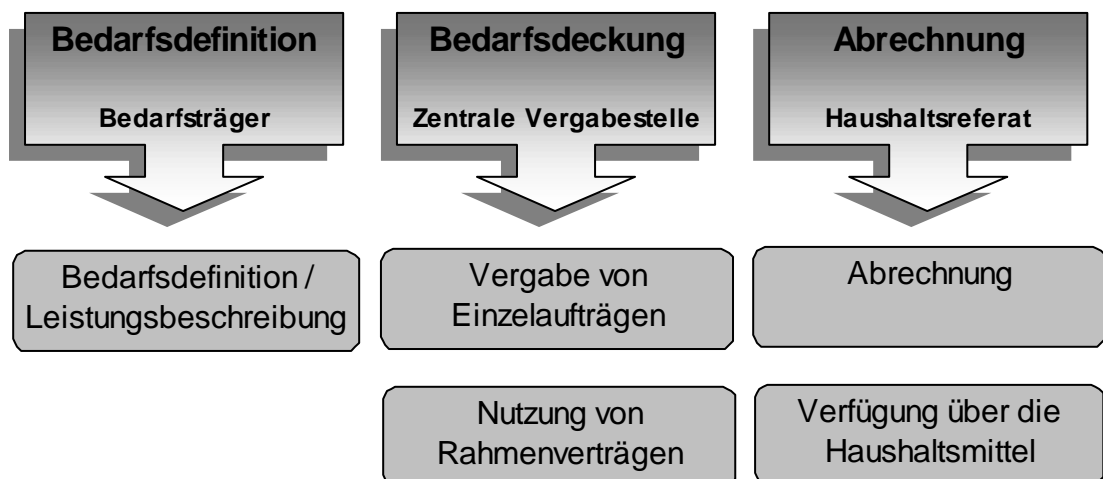 Bedarfsdefinition
Bedarfsträger
Bedarfsdefinition /
Leistungsbeschreibung
Bedarfsdeckung
Zentrale Vergabestelle
Vergabe von
Einzelaufträgen
Nutzung von
Rahmenverträgen
Abrechnung
Haushaltsreferat
Abrechnung
Verfügung über die
Haushaltsmittel